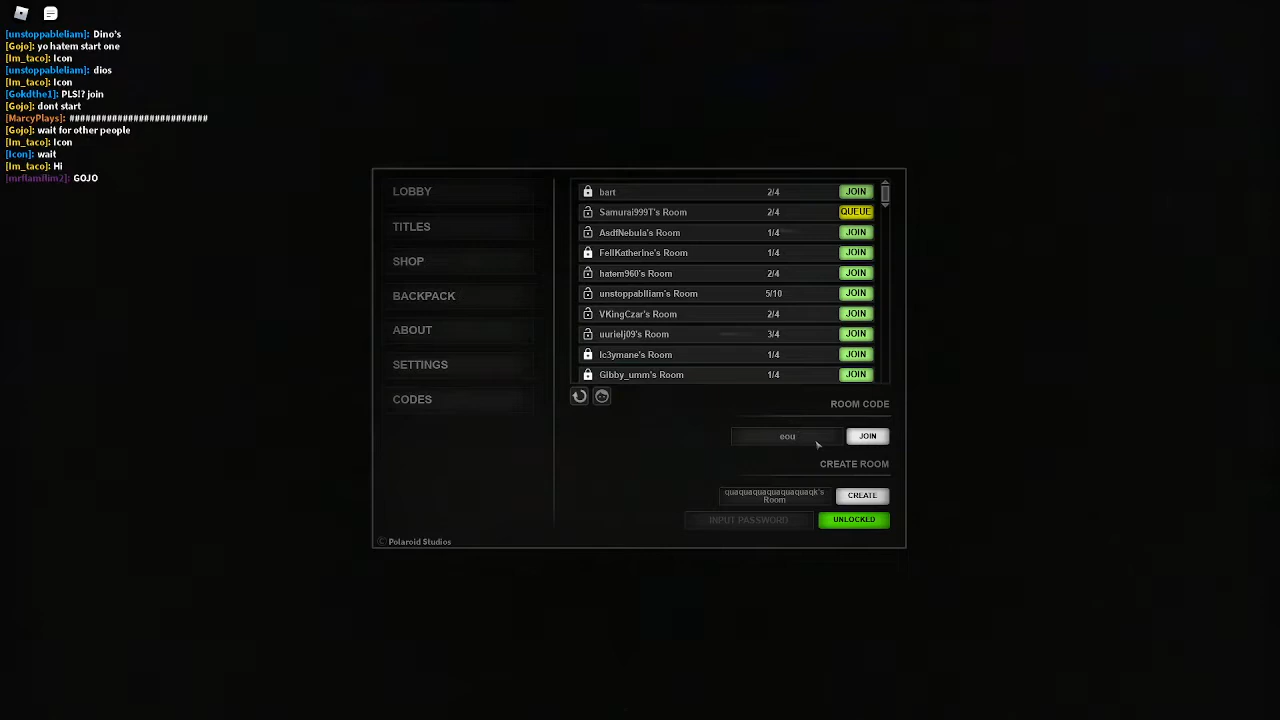 [unstoppableliam]: Dino's
[Gojo]: yo hatem start one
[Im_taco]: Icon
[unstoppableliam]: dios
[Im_taco]: Icon
[Gokdthe1]: PLS!? join
[Gojo]: dont start
[MarcyPlays]: ##########################
[Gojo]: wait for other people
[Im_taco]: Icon
[Icon]: wait
[Im_taco]: Hi
[mrflamflim2]: GOJO
LOBBY
TITLES
SHOP
BACKPACK
ABOUT
SETTINGS
CODES
bart 2/4 JOIN
Samurai999T's Room 2/4 QUEUE
AsdfNebula's Room 1/4 JOIN
FellKatherine's Room 1/4 JOIN
hatem960's Room 2/4 JOIN
unstoppablliam's Room 5/10 JOIN
VKingCzar's Room 2/4 JOIN
uurielj09's Room 3/4 JOIN
Ic3ymane's Room 1/4 JOIN
Gibby_umm's Room 1/4 JOIN
ROOM CODE
eou JOIN
CREATE ROOM
quaquaquaquaquaquaqk's
Room CREATE
INPUT PASSWORD UNLOCKED
© Polaroid Studios